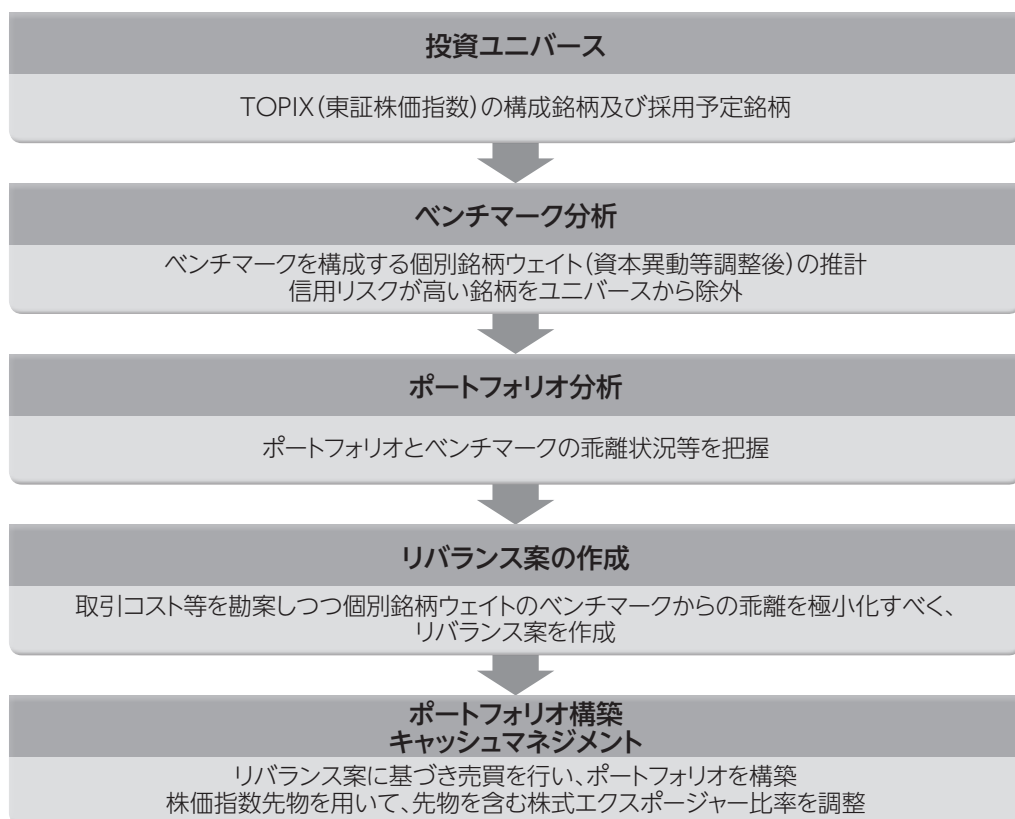 投資ユニバース
TOPIX(東証株価指数)の構成銘柄及び採用予定銘柄
ベンチマーク分析
ベンチマークを構成する個別銘柄ウェイト(資本異動等調整後)の推計
信用リスクが高い銘柄をユニバースから除外
ポートフォリオ分析
ポートフォリオとベンチマークの乖離状況等を把握
リバランス案の作成
取引コスト等を勘案しつつ個別銘柄ウェイトのベンチマークからの乖離を極小化すべく、
リバランス案を作成
ポートフォリオ構築
キャッシュマネジメント
リバランス案に基づき売買を行い、ポートフォリオを構築
株価指数先物を用いて、先物を含む株式エクスポージャー比率を調整